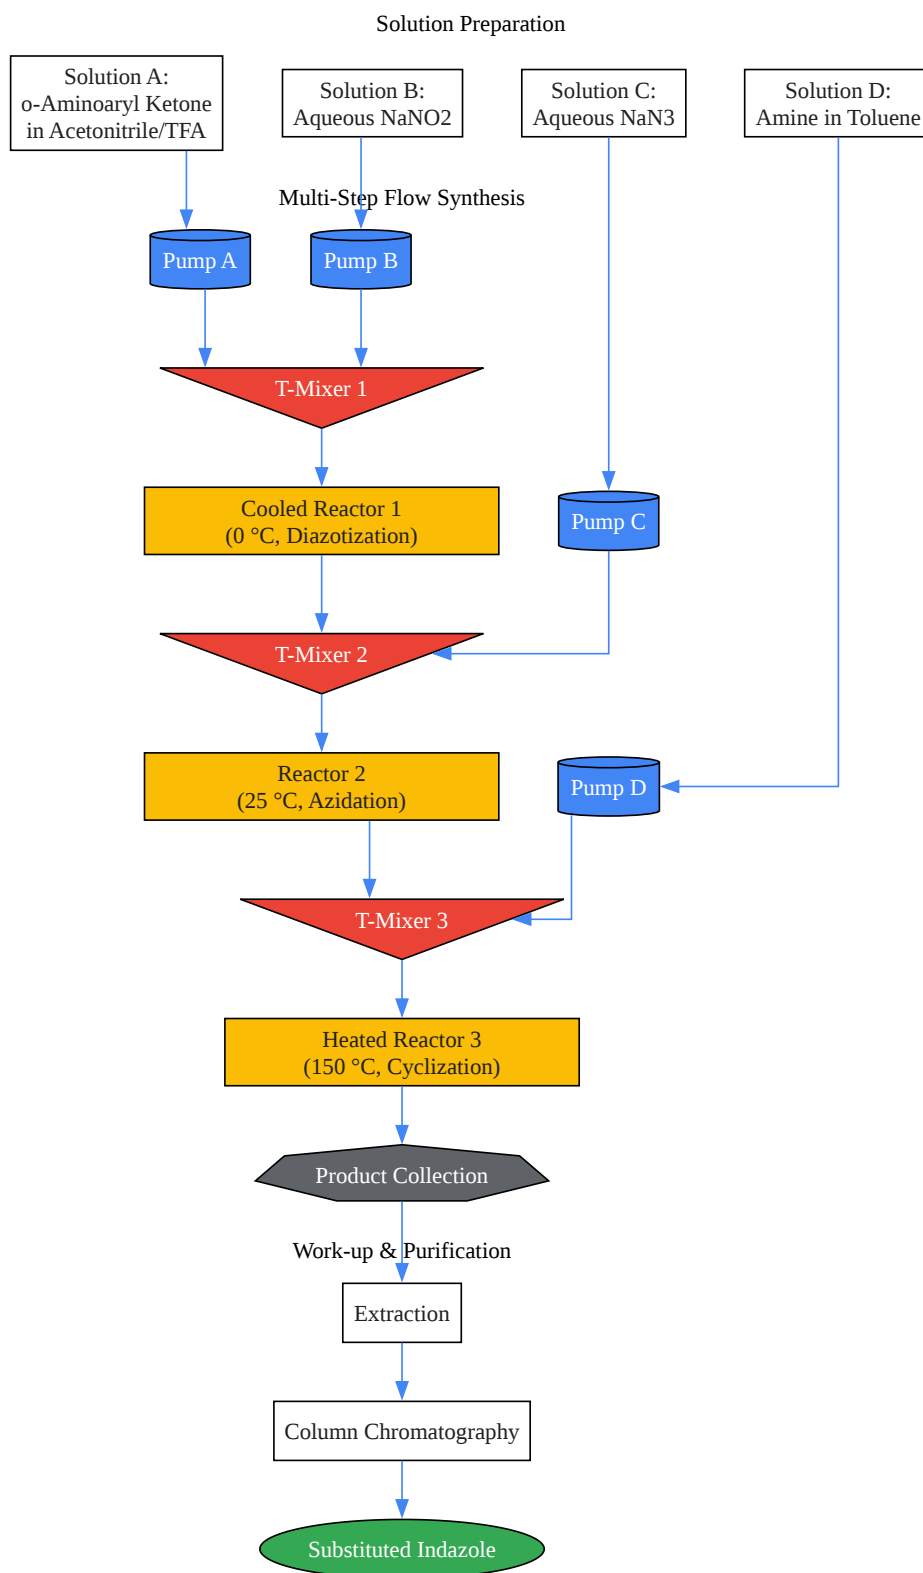 Solution Preparation
Solution A:
o-Aminoaryl Ketone
in Acetonitrile/TFA
Solution B:
Aqueous NaNO2
Solution C:
Aqueous NaN3
Solution D:
Amine in Toluene
Multi-Step Flow Synthesis
Pump A
Pump B
T-Mixer 1
Cooled Reactor 1
(0 °C, Diazotization)
Pump C
T-Mixer 2
Reactor 2
(25 °C, Azidation)
Pump D
T-Mixer 3
Heated Reactor 3
(150 °C, Cyclization)
Product Collection
Work-up & Purification
Extraction
Column Chromatography
Substituted Indazole